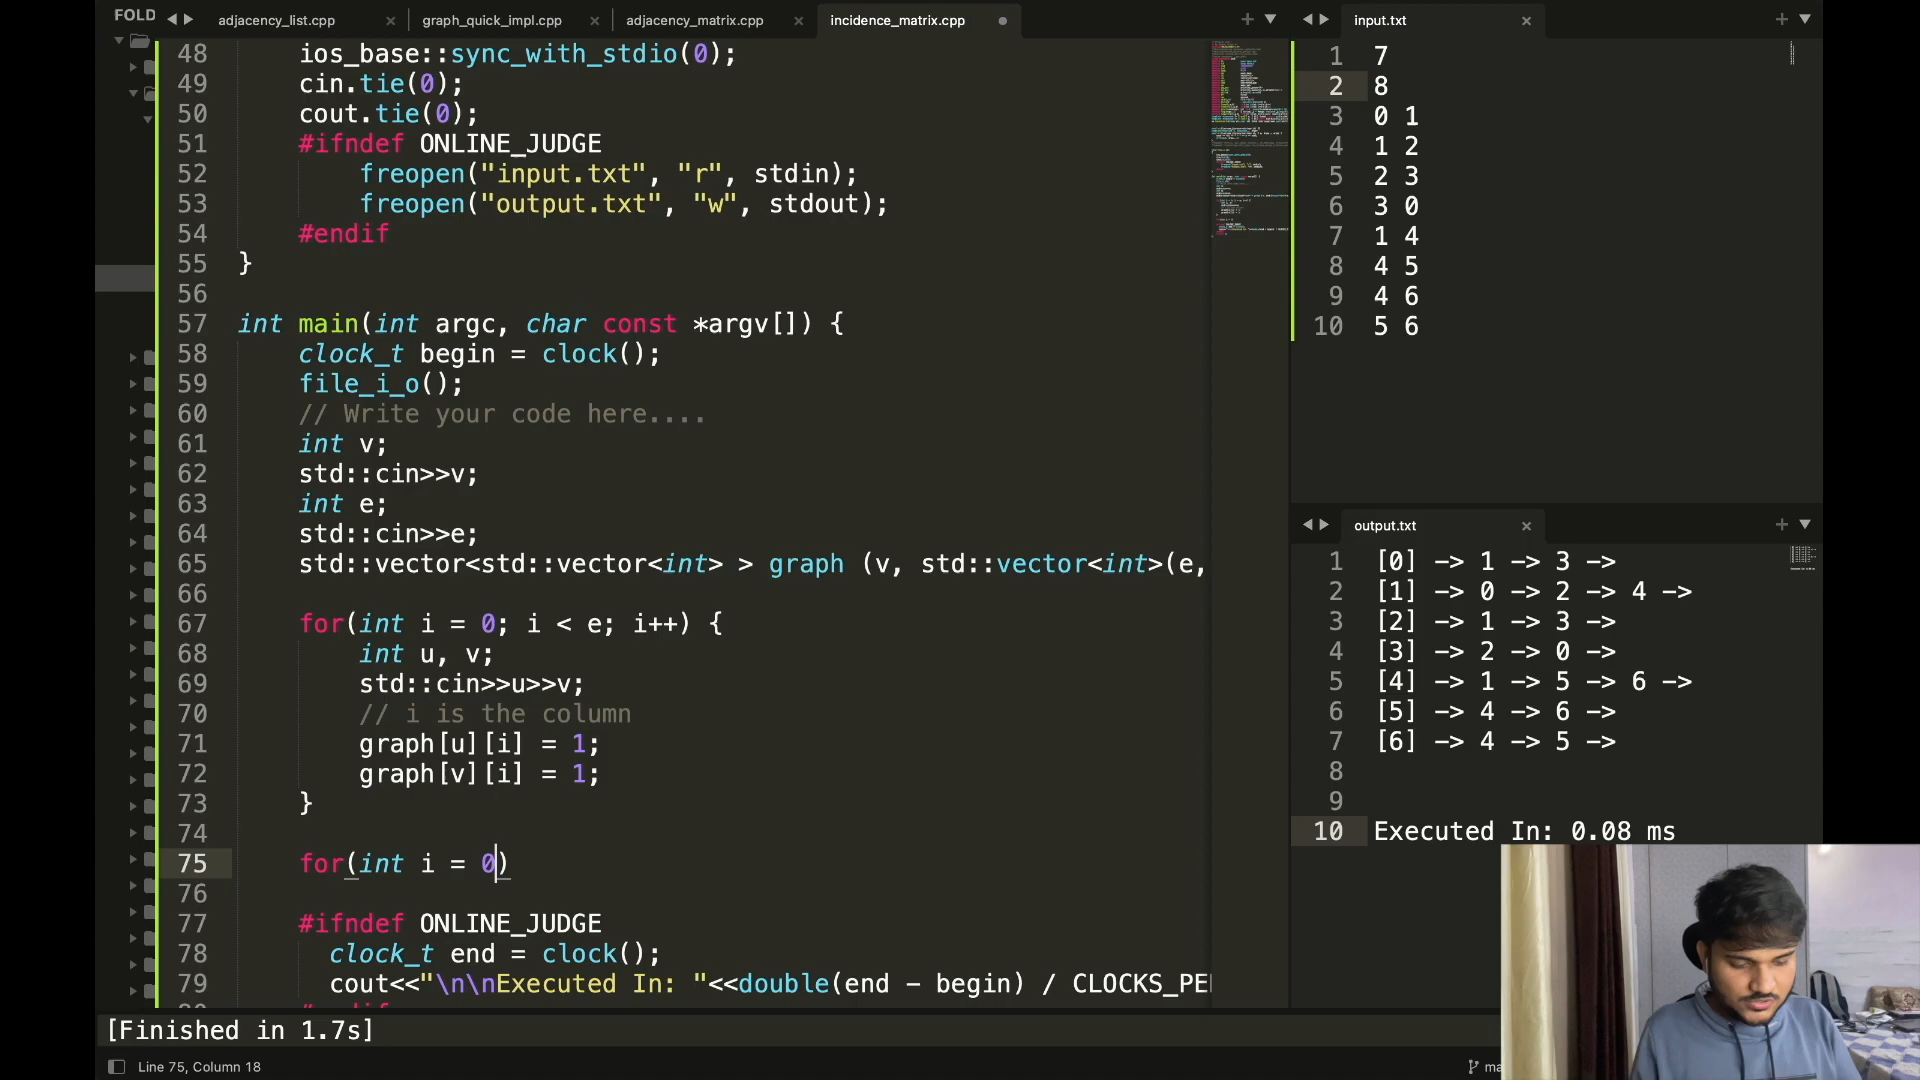 FOLD
adjacency_list.cpp
graph_quick_impl.cpp
adjacency_matrix.cpp
incidence_matrix.cpp
48 ios_base::sync_with_stdio(0);
49 cin.tie(0);
50 cout.tie(0);
51 #ifndef ONLINE_JUDGE
52 freopen("input.txt", "r", stdin);
53 freopen("output.txt", "w", stdout);
54 #endif
55 }
56
57 int main(int argc, char const *argv[]) {
58 clock_t begin = clock();
59 file_i_o();
60 // Write your code here....
61 int v;
62 std::cin>>v;
63 int e;
64 std::cin>>e;
65 std::vector<std::vector<int> > graph (v, std::vector<int>(e,
66
67 for(int i = 0; i < e; i++) {
68 int u, v;
69 std::cin>>u>>v;
70 // i is the column
71 graph[u][i] = 1;
72 graph[v][i] = 1;
73 }
74
75 for(int i = 0)
76
77 #ifndef ONLINE_JUDGE
78 clock_t end = clock();
79 cout<<"\n\nExecuted In: "<<double(end - begin) / CLOCKS_PE
[Finished in 1.7s]
Line 75, Column 18
input.txt
1 7
2 8
3 0 1
4 1 2
5 2 3
6 3 0
7 1 4
8 4 5
9 4 6
10 5 6
output.txt
1 [0] -> 1 -> 3 ->
2 [1] -> 0 -> 2 -> 4 ->
3 [2] -> 1 -> 3 ->
4 [3] -> 2 -> 0 ->
5 [4] -> 1 -> 5 -> 6 ->
6 [5] -> 4 -> 6 ->
7 [6] -> 4 -> 5 ->
8
9
10 Executed In: 0.08 ms